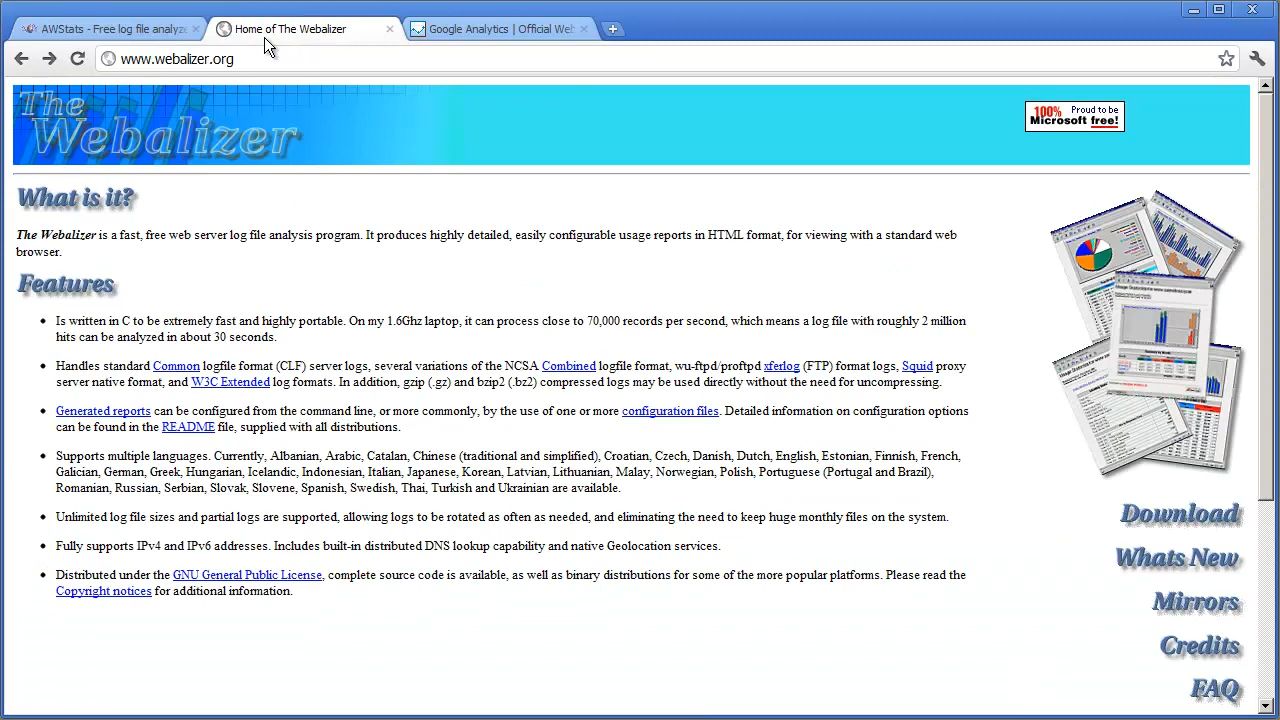 AWStats - Free log file analyz
Home of The Webalizer
Google Analytics | Official Web
www.webalizer.org
The
Webalizer
100% Proud to be
Microsoft free!
What is it?
The Webalizer is a fast, free web server log file analysis program. It produces highly detailed, easily configurable usage reports in HTML format, for viewing with a standard web
browser.
Features
Is written in C to be extremely fast and highly portable. On my 1.6Ghz laptop, it can process close to 70,000 records per second, which means a log file with roughly 2 million
hits can be analyzed in about 30 seconds.
Handles standard Common logfile format (CLF) server logs, several variations of the NCSA Combined logfile format, wu-ftpd/proftpd xferlog (FTP) format logs, Squid proxy
server native format, and W3C Extended log formats. In addition, gzip (.gz) and bzip2 (.bz2) compressed logs may be used directly without the need for uncompressing.
Generated reports can be configured from the command line, or more commonly, by the use of one or more configuration files. Detailed information on configuration options
can be found in the README file, supplied with all distributions.
Supports multiple languages. Currently, Albanian, Arabic, Catalan, Chinese (traditional and simplified), Croatian, Czech, Danish, Dutch, English, Estonian, Finnish, French,
Galician, German, Greek, Hungarian, Icelandic, Indonesian, Italian, Japanese, Korean, Latvian, Lithuanian, Malay, Norwegian, Polish, Portuguese (Portugal and Brazil),
Romanian, Russian, Serbian, Slovak, Slovene, Spanish, Swedish, Thai, Turkish and Ukrainian are available.
Unlimited log file sizes and partial logs are supported, allowing logs to be rotated as often as needed, and eliminating the need to keep huge monthly files on the system.
Fully supports IPv4 and IPv6 addresses. Includes built-in distributed DNS lookup capability and native Geolocation services.
Distributed under the GNU General Public License, complete source code is available, as well as binary distributions for some of the more popular platforms. Please read the
Copyright notices for additional information.
Download
Whats New
Mirrors
Credits
FAQ